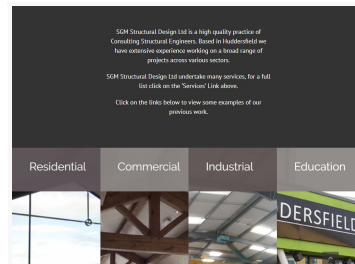 SGM Structural Design Ltd is a high quality practice of
Consulting Structural Engineers. Based in Huddersfield we
have extensive experience working on a broad range of
projects across various sectors.
SGM Structural Design Ltd undertake many services, for a full
list click on the 'Services' Link above.
Click on the links below to view some examples of our
previous work.
Residential Commercial Industrial Education
DERSFIEL